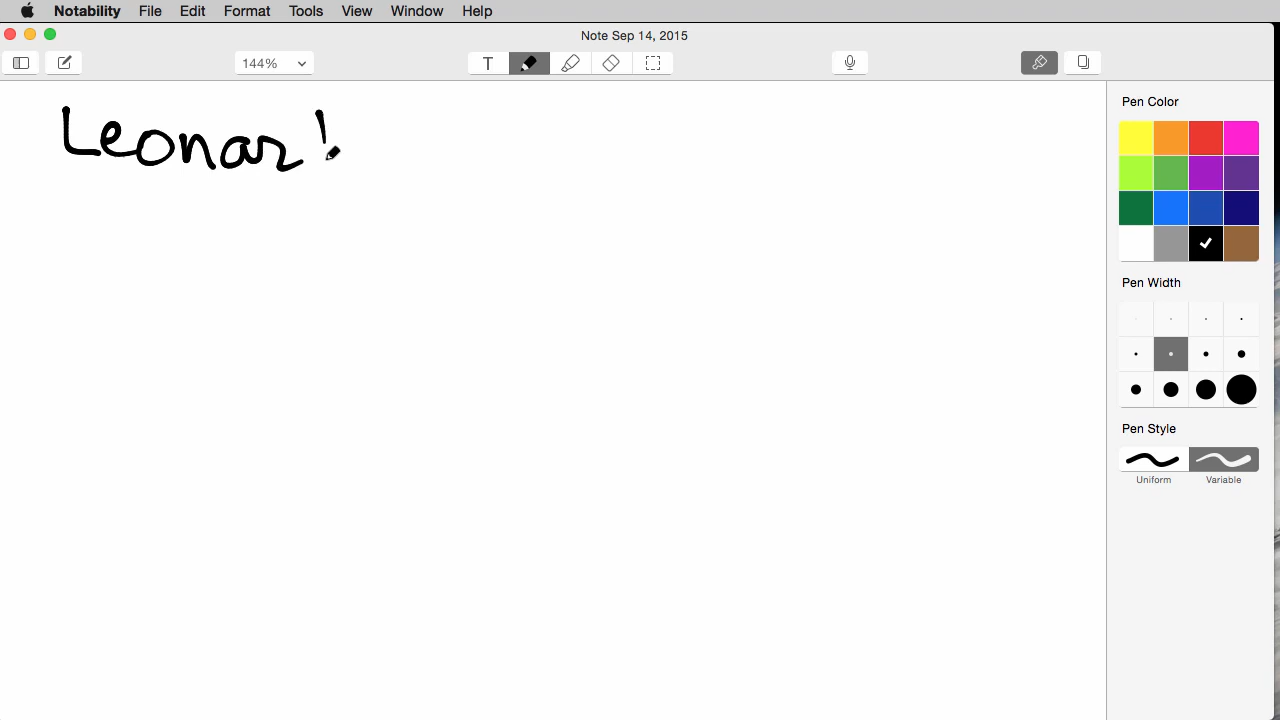 Notability File Edit Format Tools View Window Help
Note Sep 14, 2015
144% T
Leonar
Pen Color
Pen Width
Pen Style
Uniform Variable